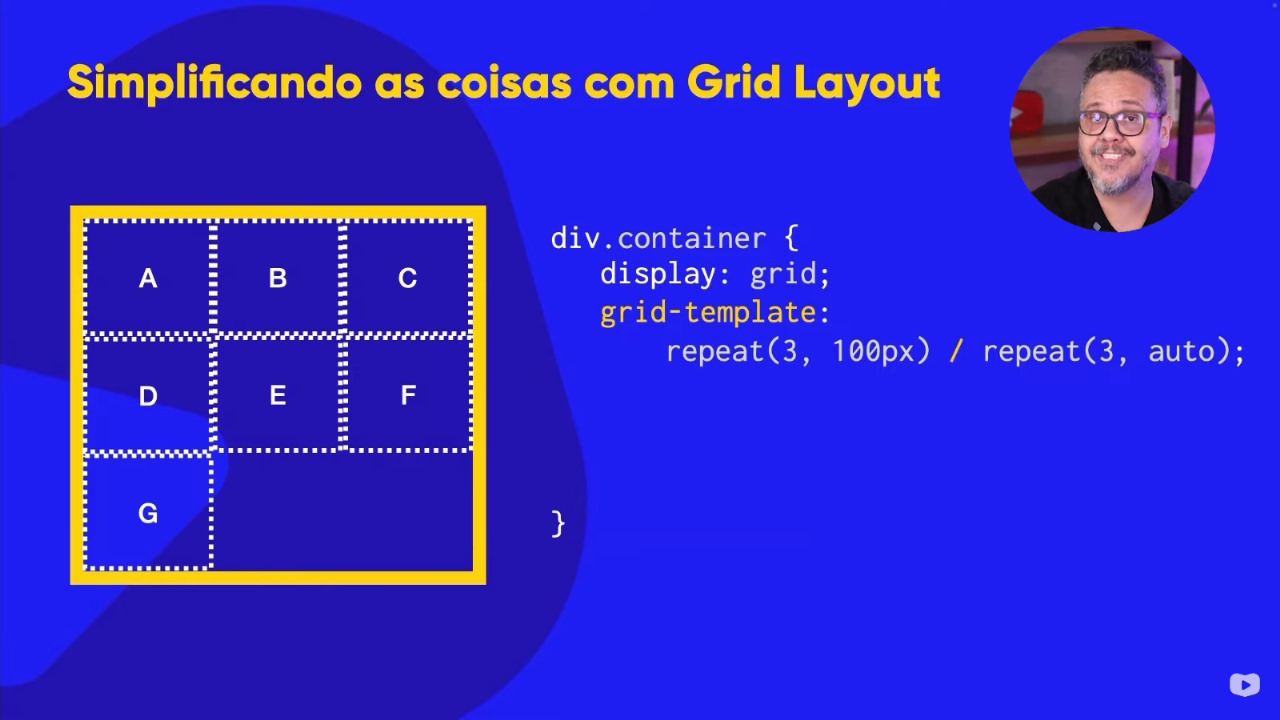 Simplificando as coisas com Grid Layout
A B C
D E F
G
div.container {
display: grid;
grid-template:
repeat(3, 100px) / repeat(3, auto);
}